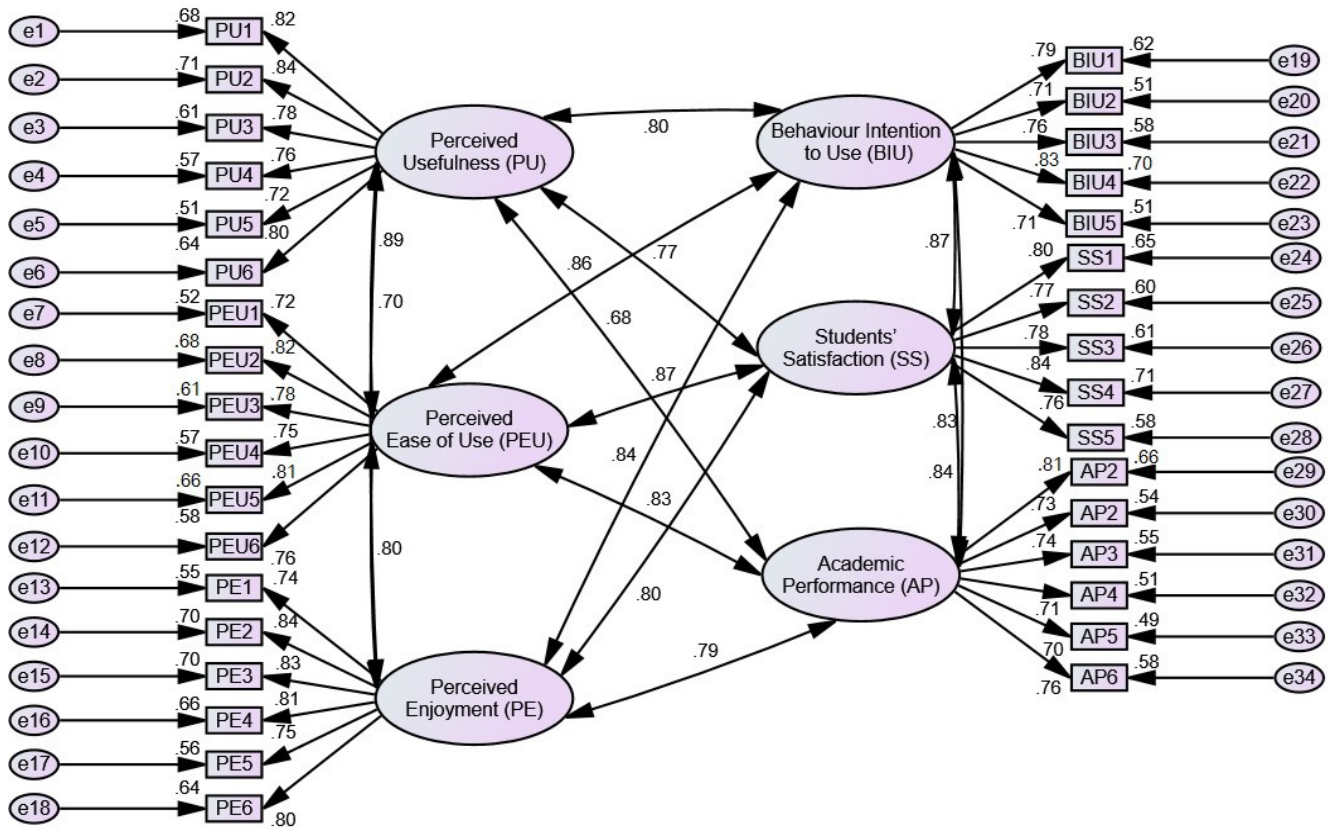 e1 .68 PU1 .82
e2 .71 PU2 .84
e3 .61 PU3 .78
e4 .57 PU4 .76
e5 .51 PU5 .72
e6 .64 PU6 .80
e7 .52 PEU1 .72
e8 .68 PEU2 .82
e9 .61 PEU3 .78
e10 .57 PEU4 .75
e11 .66 PEU5 .81
e12 .58 PEU6 .76
e13 .55 PE1 .74
e14 .70 PE2 .84
e15 .70 PE3 .83
e16 .66 PE4 .81
e17 .56 PE5 .75
e18 .64 PE6 .80
Perceived
Usefulness (PU)
Perceived
Ease of Use (PEU)
Perceived
Enjoyment (PE)
.89
.70
.80
.80
.86
.77
.68
.87
.84
.83
.80
.79
Behaviour Intention
to Use (BIU)
Students’
Satisfaction (SS)
Academic
Performance (AP)
.87
.83
.84
.79 BIU1 .62 e19
.71 BIU2 .51 e20
.76 BIU3 .58 e21
.83 BIU4 .70 e22
.71 BIU5 .51 e23
.80 SS1 .65 e24
.77 SS2 .60 e25
.78 SS3 .61 e26
.84 SS4 .71 e27
.76 SS5 .58 e28
.81 AP2 .66 e29
.73 AP2 .54 e30
.74 AP3 .55 e31
.71 AP4 .51 e32
.70 AP5 .49 e33
.76 AP6 .58 e34